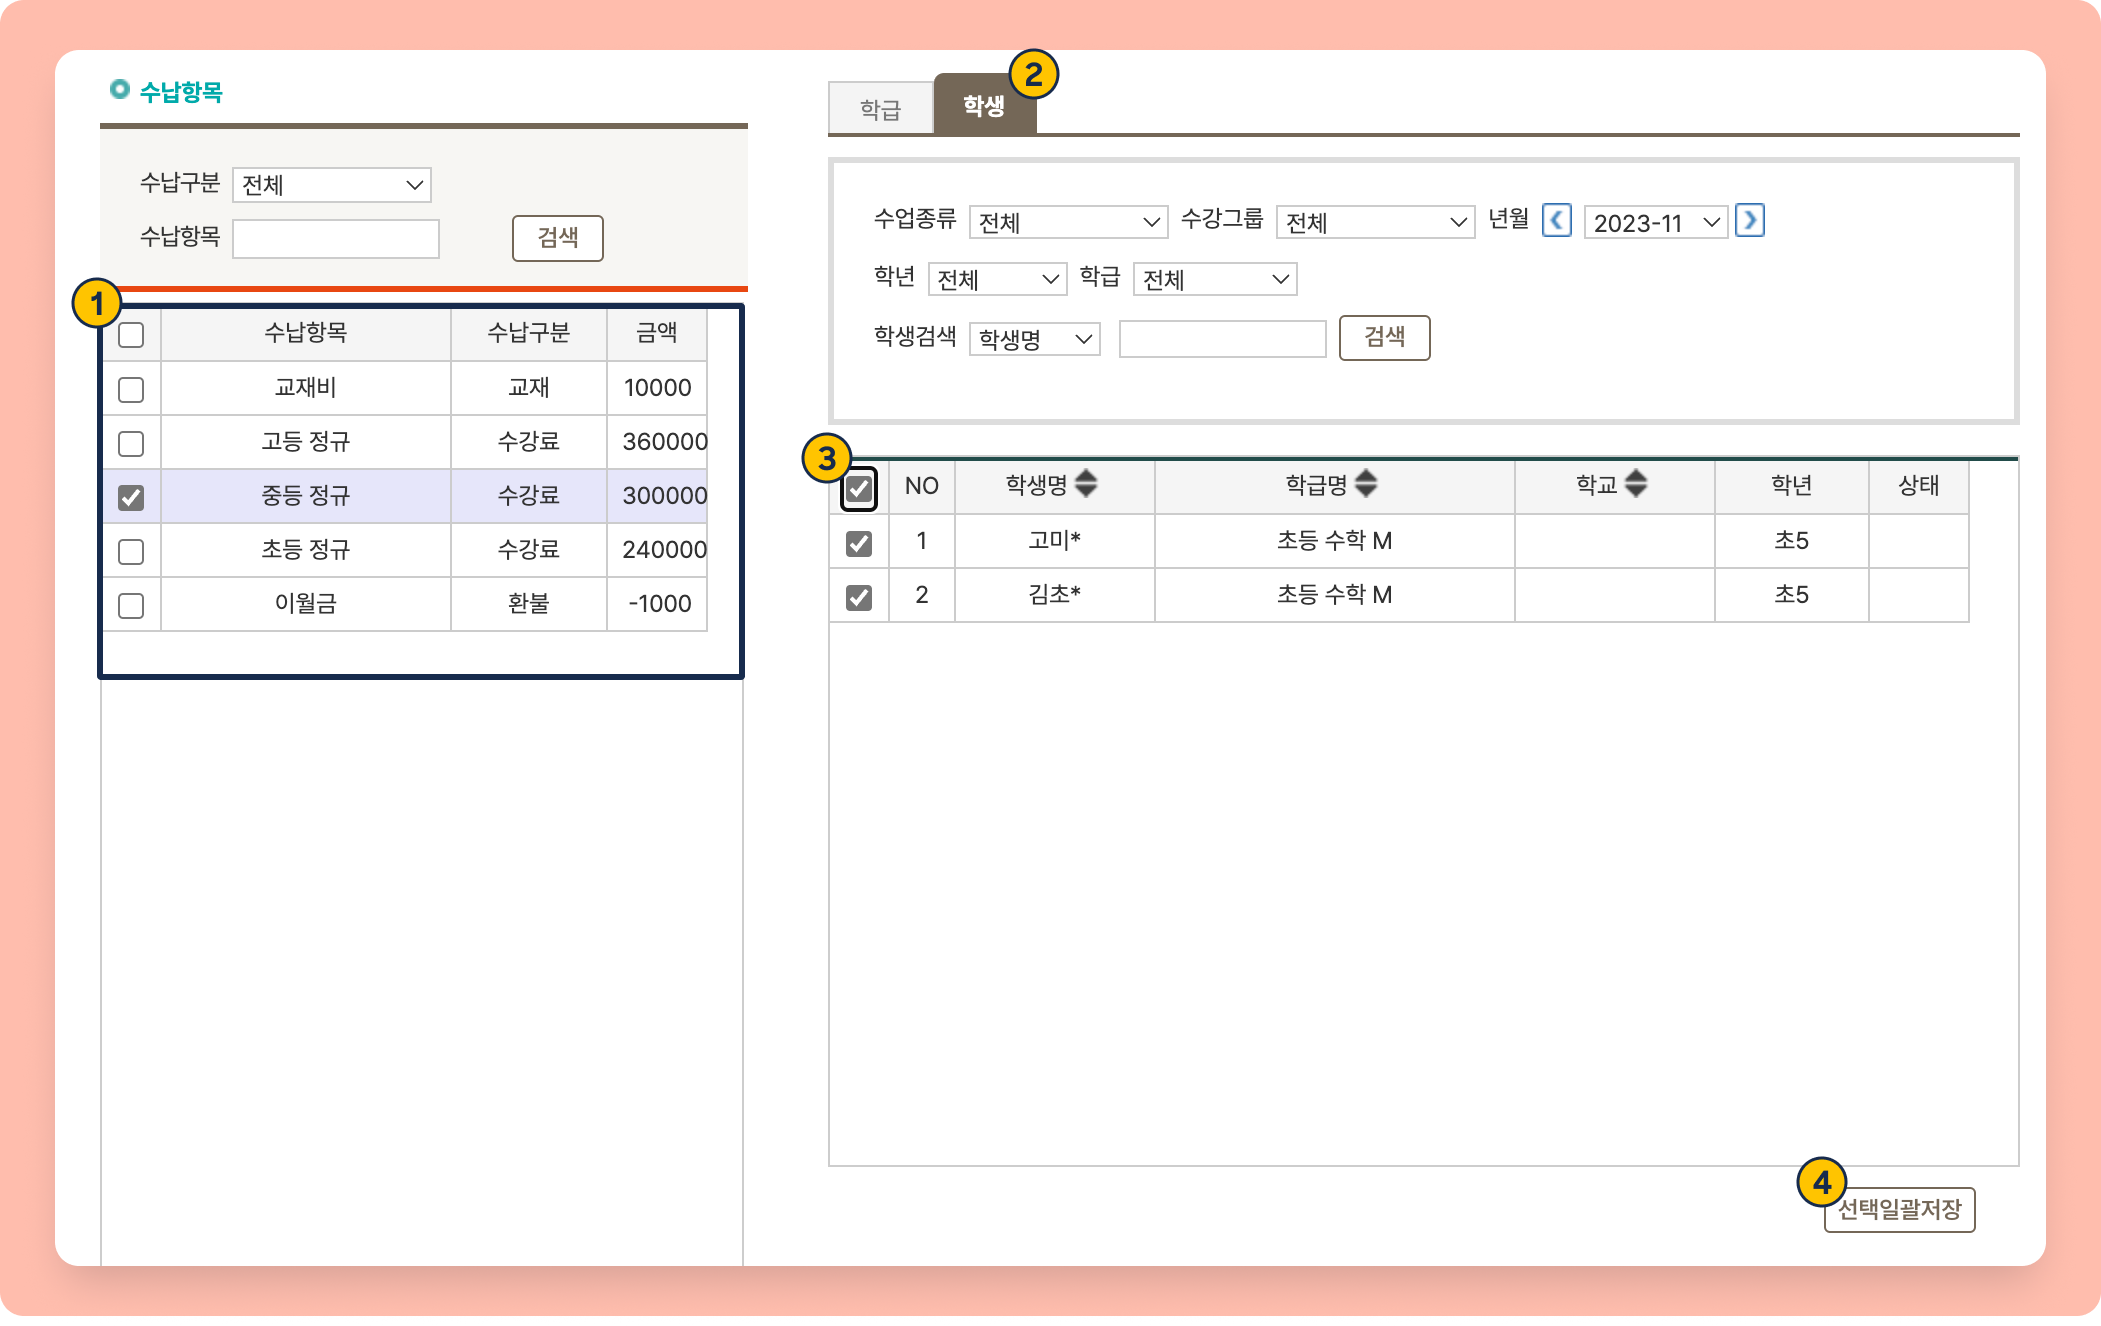 수납항목
수납구분 전체
수납항목 검색
1
수납항목 수납구분 금액
교재비 교재 10000
고등 정규 수강료 360000
중등 정규 수강료 300000
초등 정규 수강료 240000
이월금 환불 -1000
학급 학생 2
수업종류 전체 수강그룹 전체 년월 2023-11
학년 전체 학급 전체
학생검색 학생명 검색
3
NO 학생명 학급명 학교 학년 상태
1 고미* 초등 수학 M 초5
2 김초* 초등 수학 M 초5
4
선택일괄저장